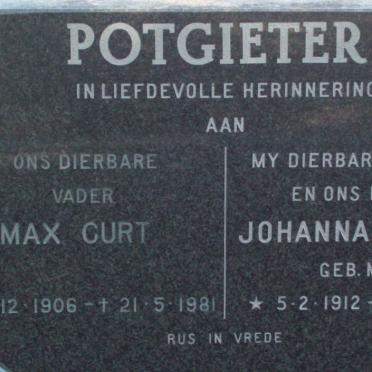 POTGIETER
IN LIEFDEVOLLE HERINNERING
AAN
ONS DIERBARE
VADER
MAX CURT
12·1906 - † 21·5·1981
MY DIERBAR
EN ONS
JOHANNA
GEB.
★ 5·2·1912 -
RUS IN VREDE